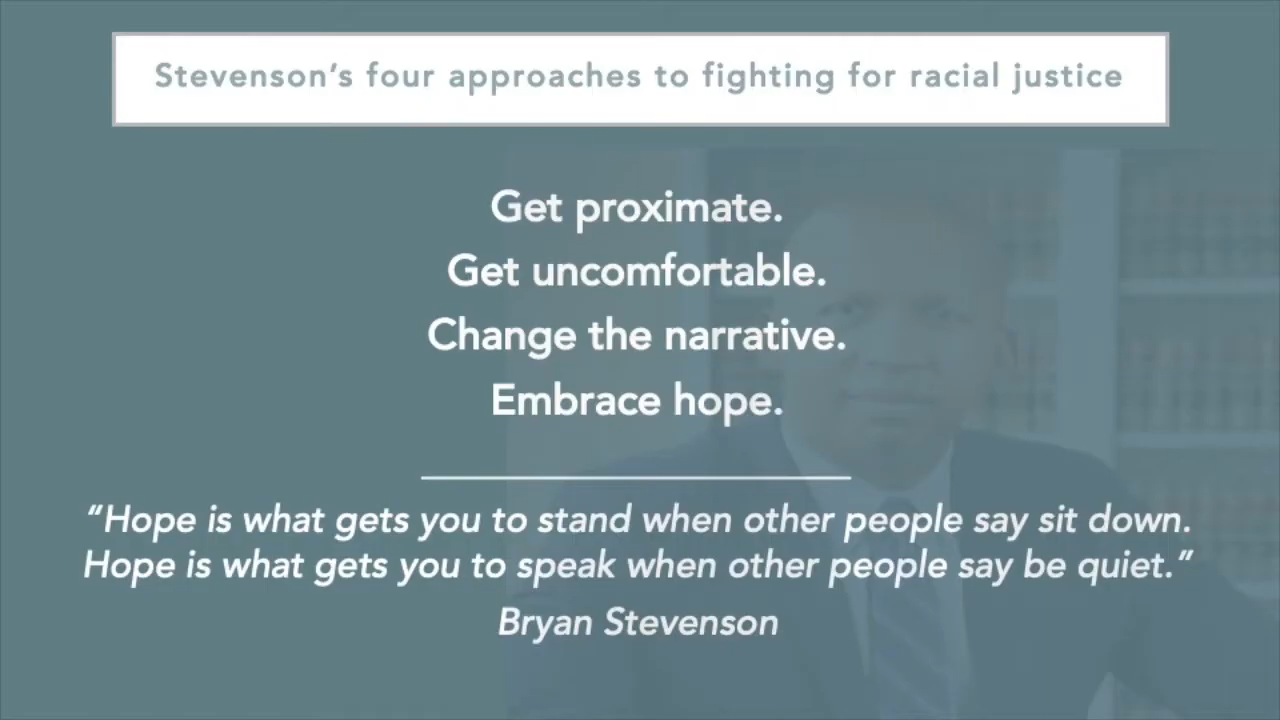 Stevenson’s four approaches to fighting for racial justice
Get proximate.
Get uncomfortable.
Change the narrative.
Embrace hope.
“Hope is what gets you to stand when other people say sit down.
Hope is what gets you to speak when other people say be quiet.”
Bryan Stevenson